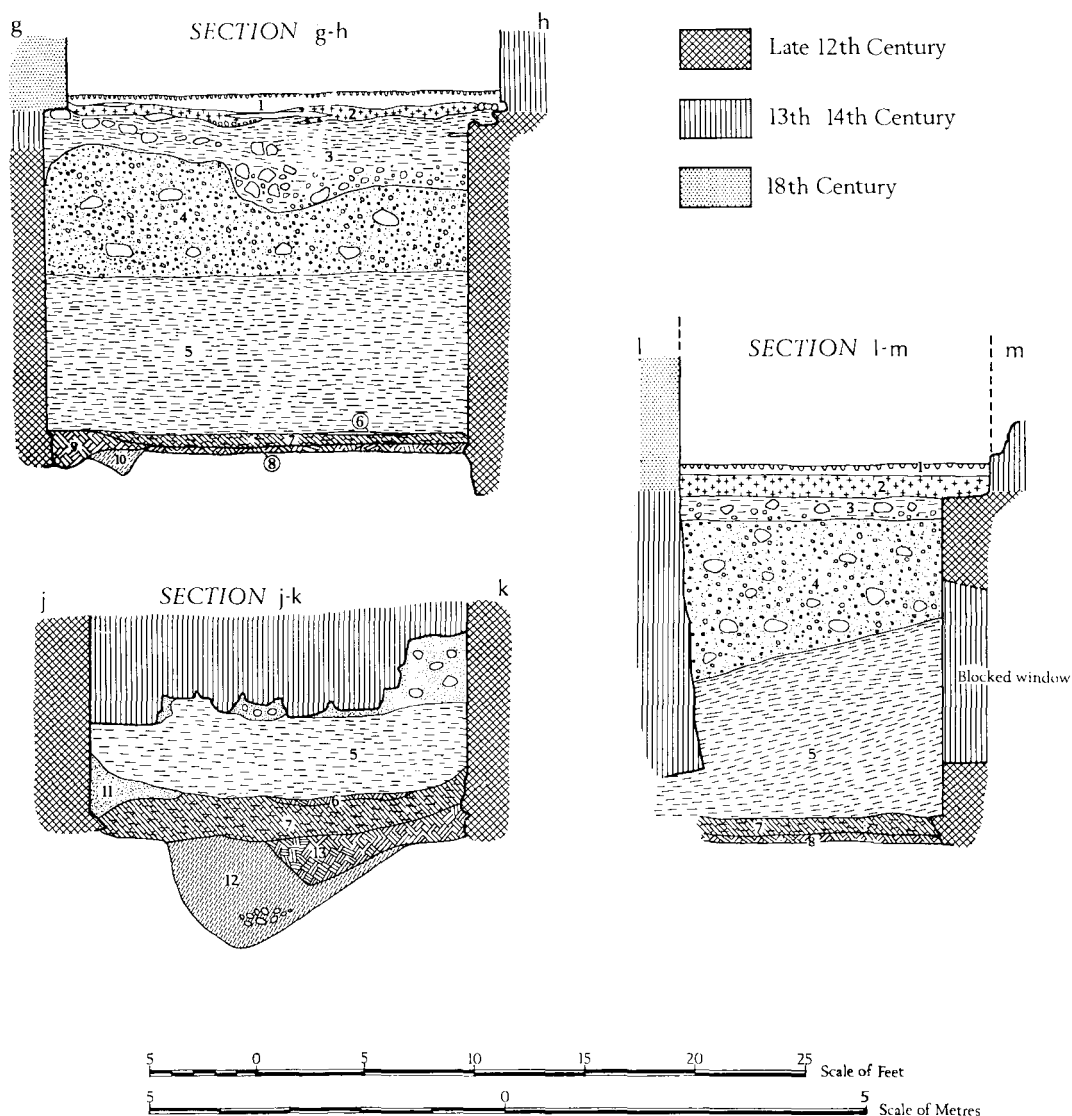 g
SECTION g-h
h
1
2
3
4
5
6
7
8
9
10
Late 12th Century
13th 14th Century
18th Century
l
SECTION l-m
m
1
2
3
4
Blocked window
5
7
8
j
SECTION j-k
k
5
6
7
11
12
13
5 0 5 10 15 20 25 Scale of Feet
5 0 5 Scale of Metres